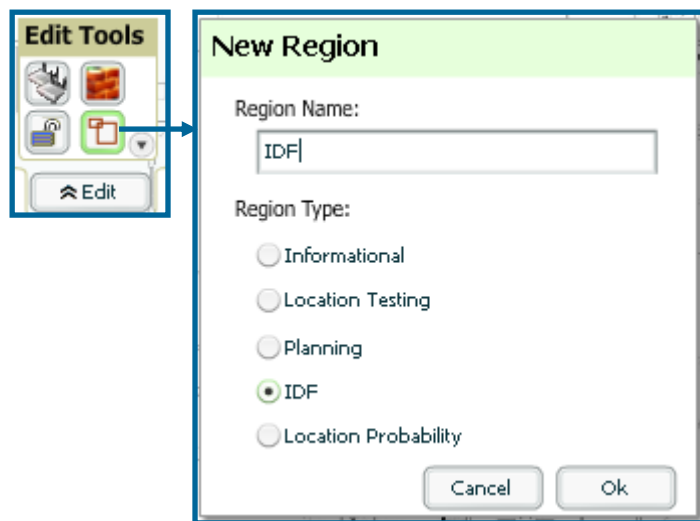 Edit Tools
Edit
New Region
Region Name:
IDF
Region Type:
Informational
Location Testing
Planning
IDF
Location Probability
Cancel
Ok